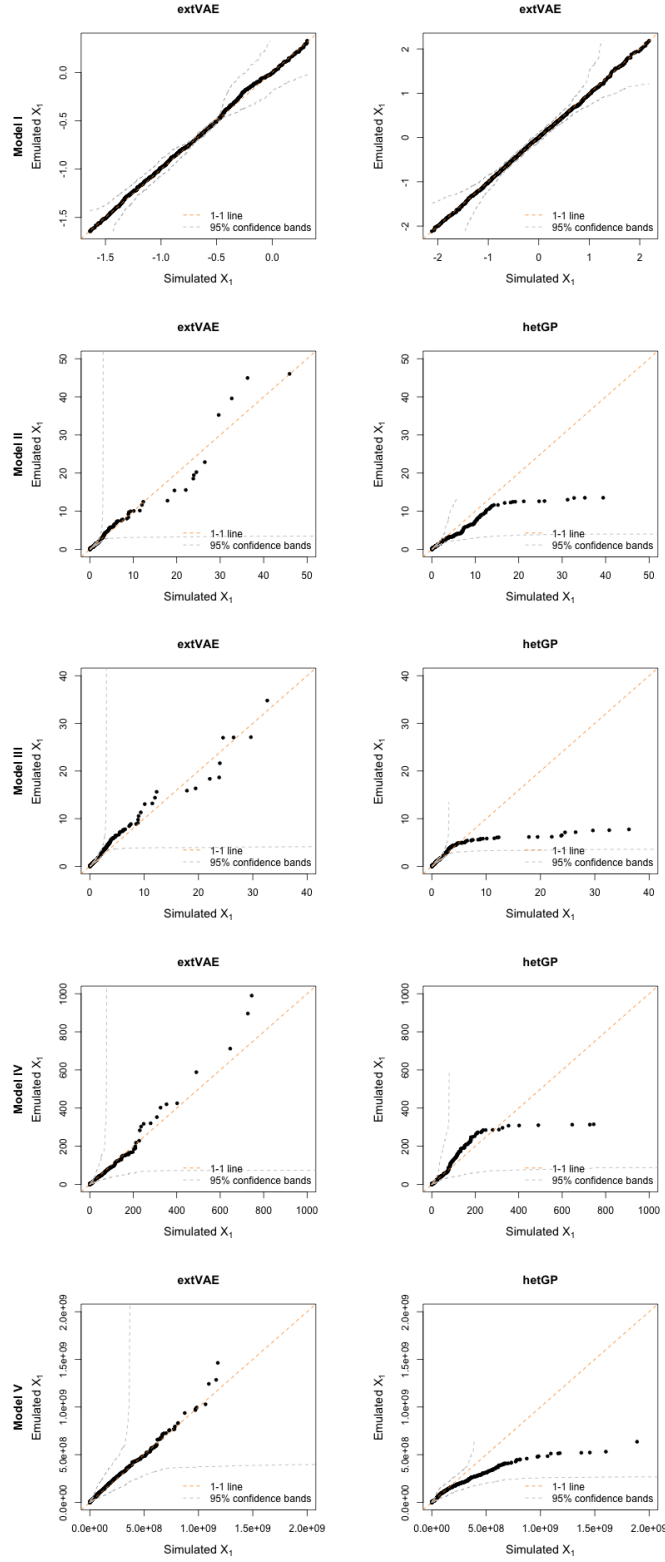 extVAE
Model I
Emulated X1
0.0
-0.5
-1.0
-1.5
1-1 line
95% confidence bands
-1.5 -1.0 -0.5 0.0
Simulated X1
extVAE
Emulated X1
2
1
0
-1
-2
1-1 line
95% confidence bands
-2 -1 0 1 2
Simulated X1
extVAE
Model II
Emulated X1
50
40
30
20
10
0
1-1 line
95% confidence bands
0 10 20 30 40 50
Simulated X1
hetGP
Emulated X1
50
40
30
20
10
0
1-1 line
95% confidence bands
0 10 20 30 40 50
Simulated X1
extVAE
Model III
Emulated X1
40
30
20
10
0
1-1 line
95% confidence bands
0 10 20 30 40
Simulated X1
hetGP
Emulated X1
40
30
20
10
0
1-1 line
95% confidence bands
0 10 20 30 40
Simulated X1
extVAE
Model IV
Emulated X1
1000
800
600
400
200
0
1-1 line
95% confidence bands
0 200 400 600 800 1000
Simulated X1
hetGP
Emulated X1
1000
800
600
400
200
0
1-1 line
95% confidence bands
0 200 400 600 800 1000
Simulated X1
extVAE
Model V
Emulated X1
2.0e+09
1.5e+09
1.0e+09
5.0e+08
0.0e+00
1-1 line
95% confidence bands
0.0e+00 5.0e+08 1.0e+09 1.5e+09 2.0e+09
Simulated X1
hetGP
Emulated X1
2.0e+09
1.5e+09
1.0e+09
5.0e+08
0.0e+00
1-1 line
95% confidence bands
0.0e+00 5.0e+08 1.0e+09 1.5e+09 2.0e+09
Simulated X1